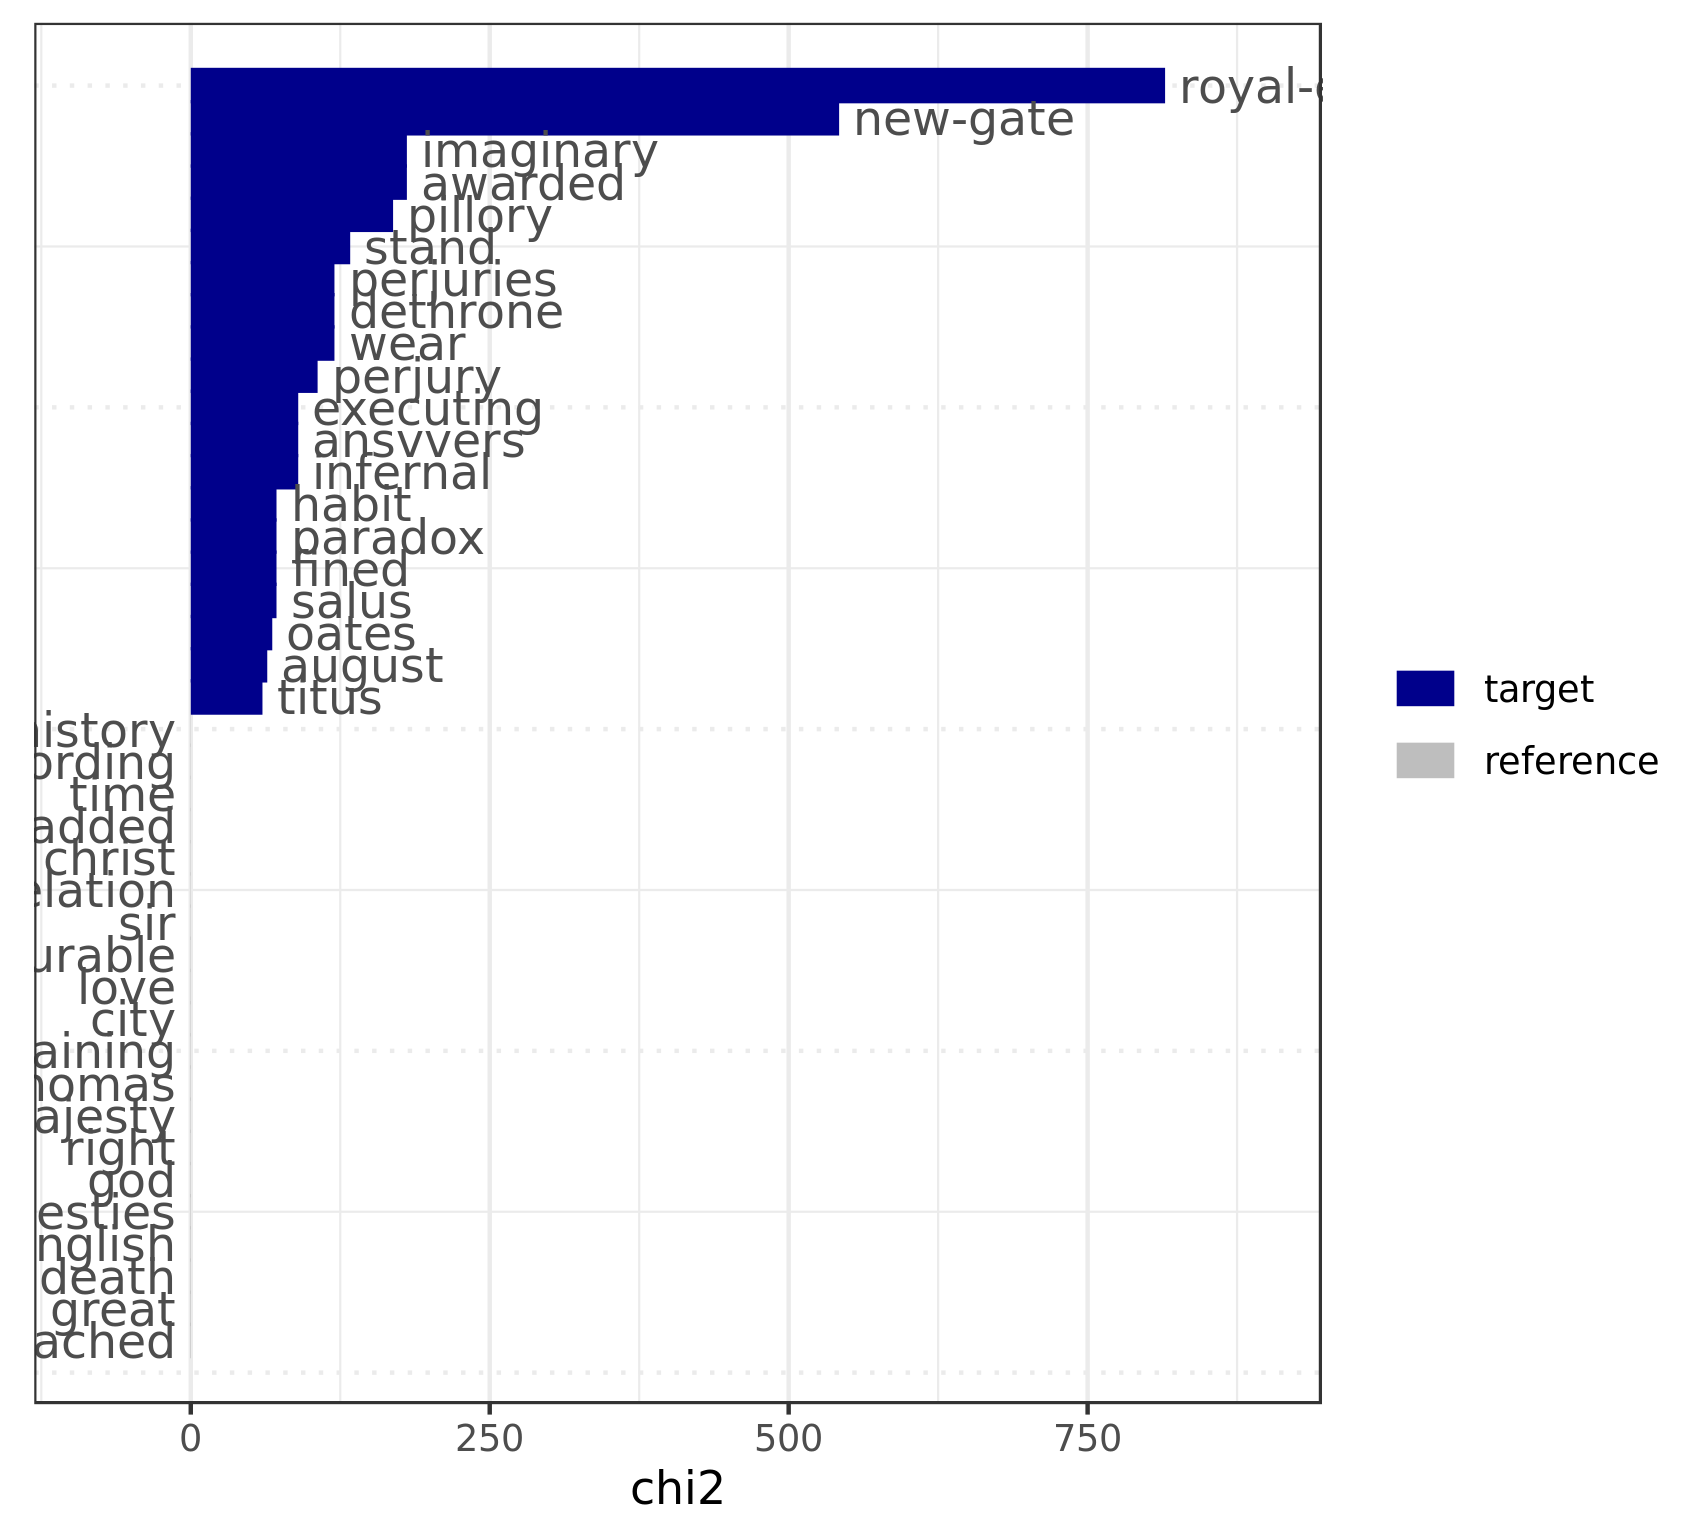 royal-e
new-gate
imaginary
awarded
pillory
stand
perjuries
dethrone
wear
perjury
executing
ansvvers
infernal
habit
paradox
fined
salus
oates
august
titus
history
ording
time
added
christ
elation
sir
urable
love
city
aining
homas
ajesty
right
god
esties
nglish
death
great
ached
target
reference
0 250 500 750
chi2